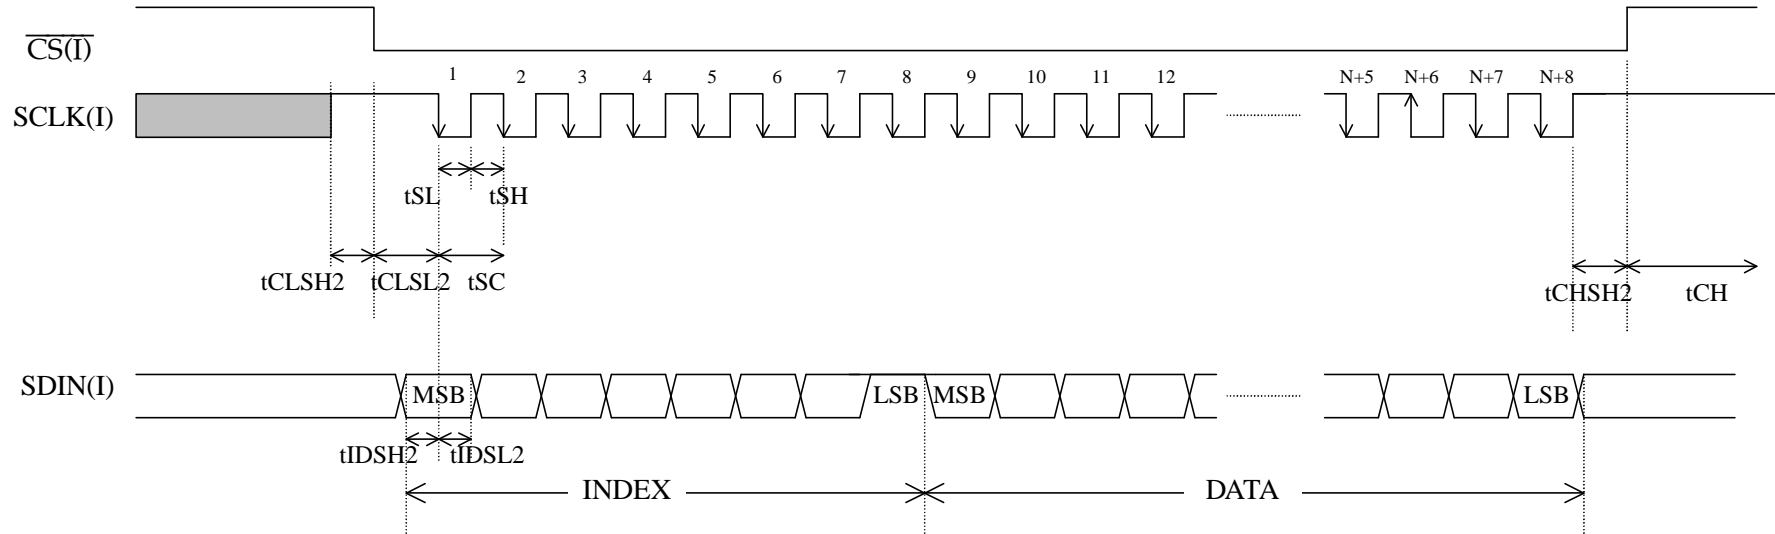 CS(I)
1 2 3 4 5 6 7 8 9 10 11 12 N+5 N+6 N+7 N+8
SCLK(I)
tSL tSH
tCLSH2 tCLSL2 tSC tCHSH2 tCH
SDIN(I) MSB LSB MSB LSB
tIDSH2 tIDSL2
INDEX DATA